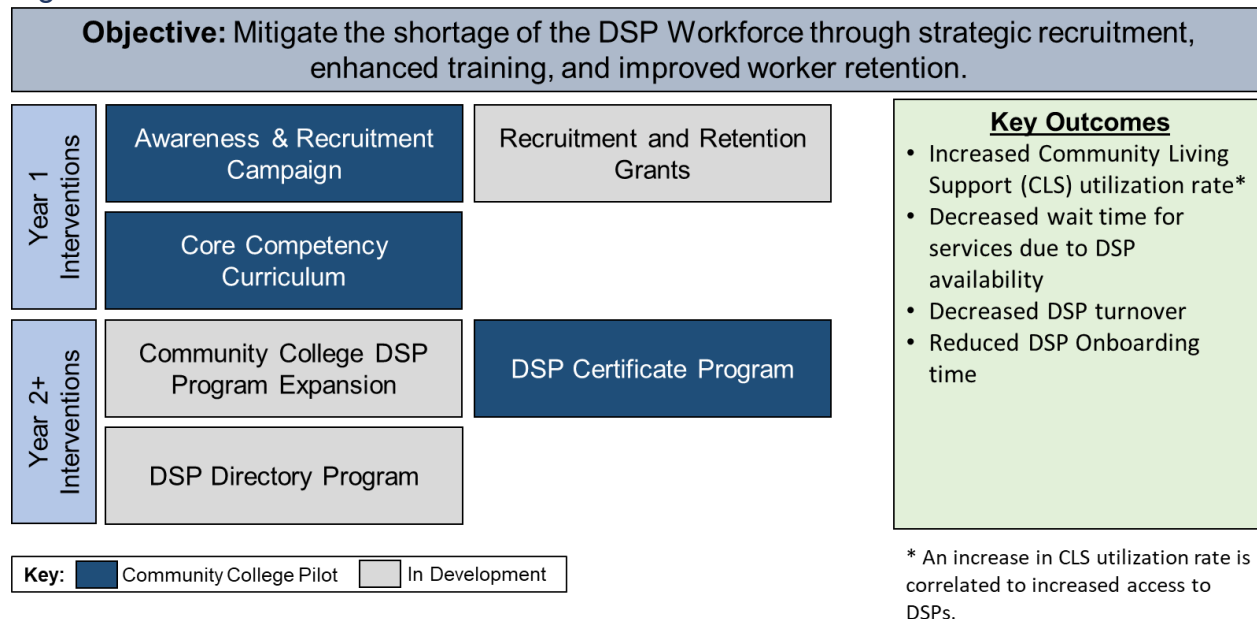 Objective: Mitigate the shortage of the DSP Workforce through strategic recruitment,
enhanced training, and improved worker retention.
Year 1
Interventions
Awareness & Recruitment
Campaign
Recruitment and Retention
Grants
Core Competency
Curriculum
Year 2+
Interventions
Community College DSP
Program Expansion
DSP Certificate Program
DSP Directory Program
Key Outcomes
• Increased Community Living
Support (CLS) utilization rate*
• Decreased wait time for
services due to DSP
availability
• Decreased DSP turnover
• Reduced DSP Onboarding
time
Key: Community College Pilot In Development
* An increase in CLS utilization rate is
correlated to increased access to
DSPs.